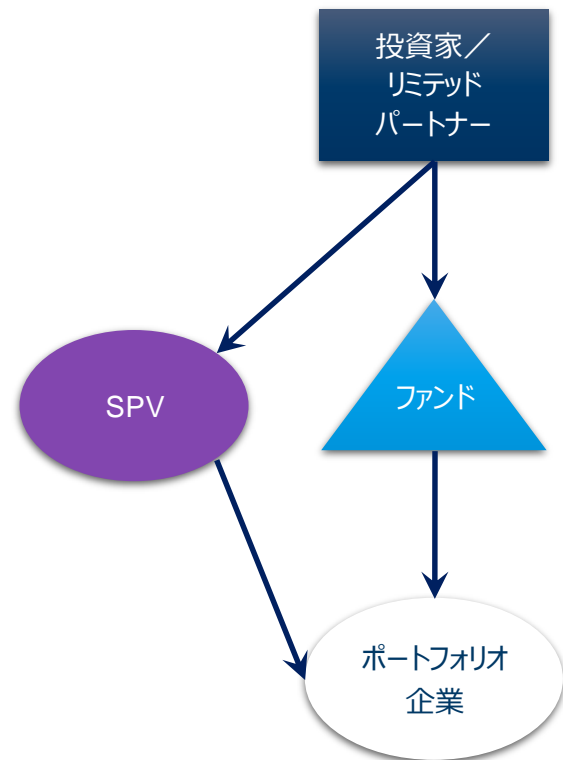 投資家／
リミテッド
パートナー
SPV
ファンド
ポートフォリオ
企業